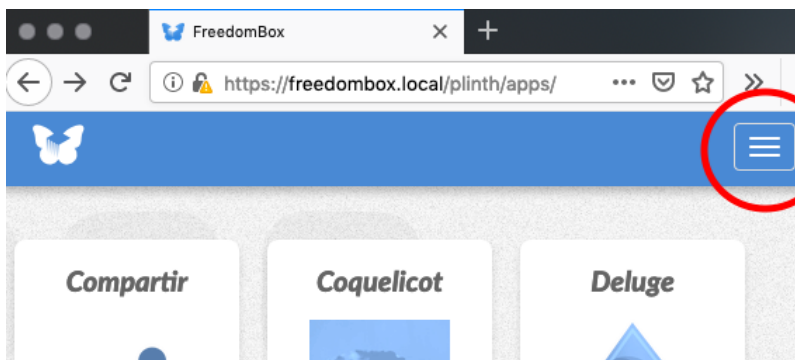 FreedomBox
https://freedombox.local/plinth/apps/
Compartir
Coquelicot
Deluge